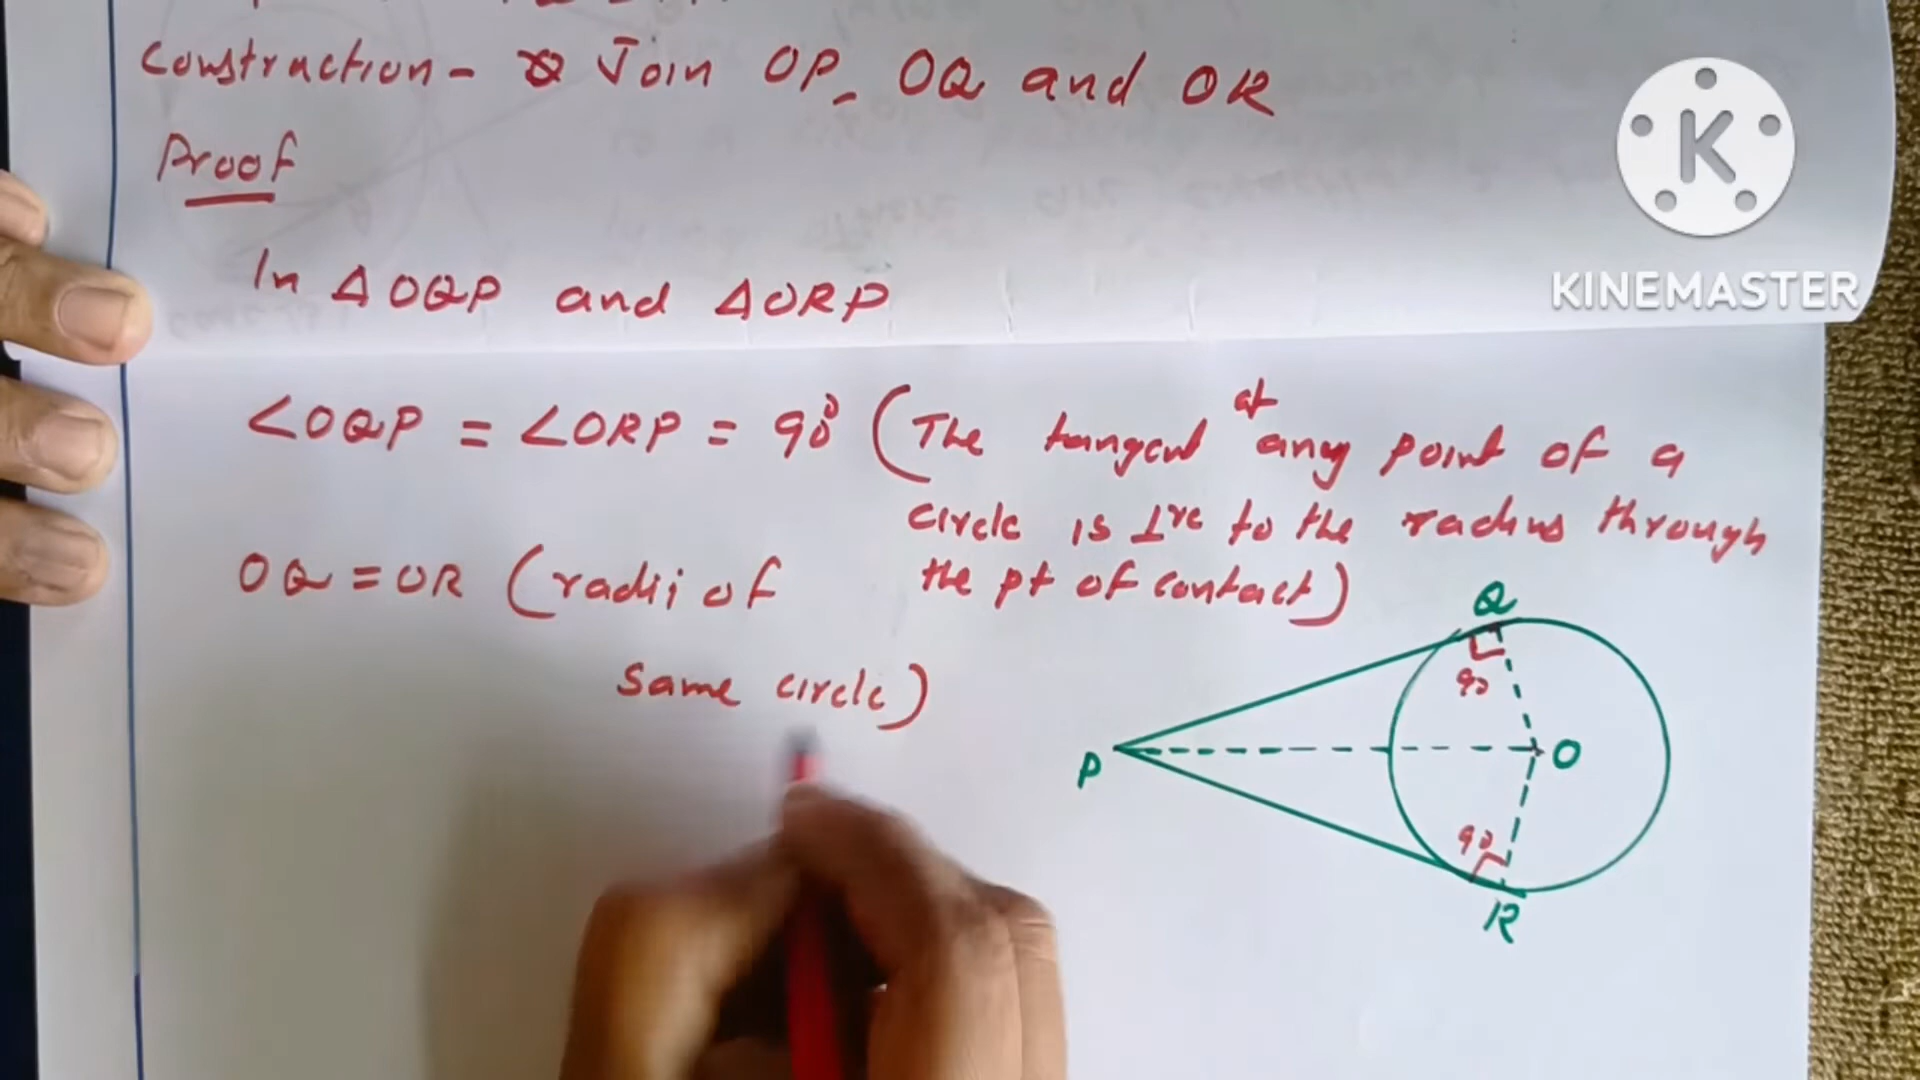 Construction - Join OP, OQ and OR
Proof
In ΔOQP and ΔORP
∠OQP = ∠ORP = 90° (The tangent at any point of a
circle is ⊥re to the radius through
the pt of contact)
OQ = OR (radii of
same circle)
Q
90
P
O
90
R
K
KINEMASTER